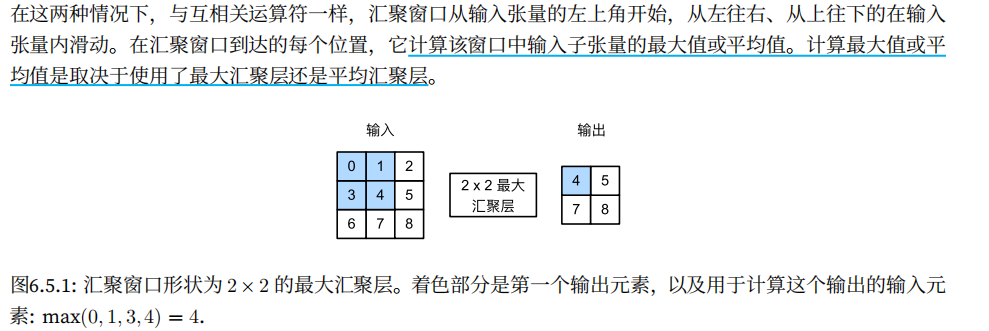 在这两种情况下，与互相关运算符一样，汇聚窗口从输入张量的左上角开始，从左往右、从上往下的在输入
张量内滑动。在汇聚窗口到达的每个位置，它计算该窗口中输入子张量的最大值或平均值。计算最大值或平
均值是取决于使用了最大汇聚层还是平均汇聚层。
输入 输出
0 1 2
3 4 5
6 7 8
2 x 2 最大
汇聚层
4 5
7 8
图6.5.1: 汇聚窗口形状为 2 × 2 的最大汇聚层。着色部分是第一个输出元素，以及用于计算这个输出的输入元
素: max(0, 1, 3, 4) = 4.